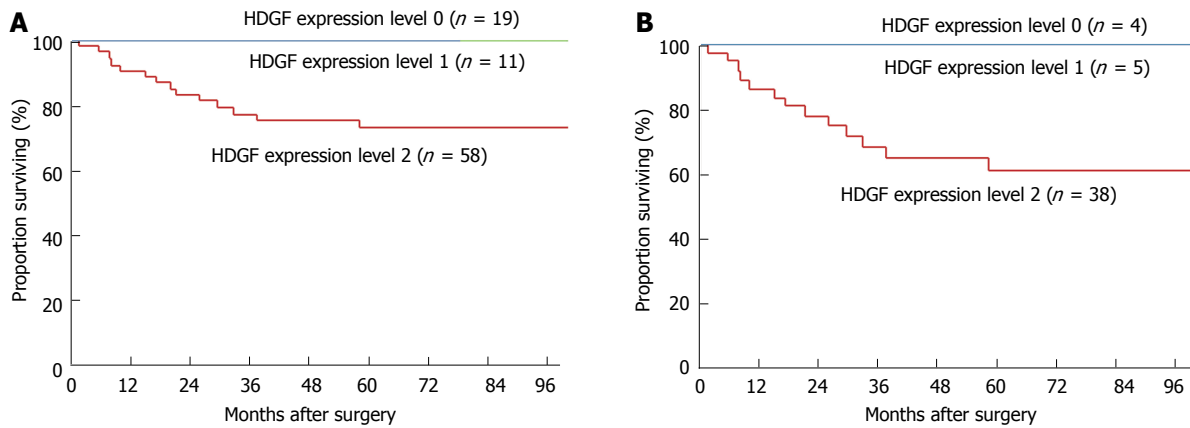 A
HDGF expression level 0 (n = 19)
HDGF expression level 1 (n = 11)
HDGF expression level 2 (n = 58)
Proportion surviving (%)
100
80
60
40
20
0
0 12 24 36 48 60 72 84 96
Months after surgery
B
HDGF expression level 0 (n = 4)
HDGF expression level 1 (n = 5)
HDGF expression level 2 (n = 38)
Proportion surviving (%)
100
80
60
40
20
0
0 12 24 36 48 60 72 84 96
Months after surgery